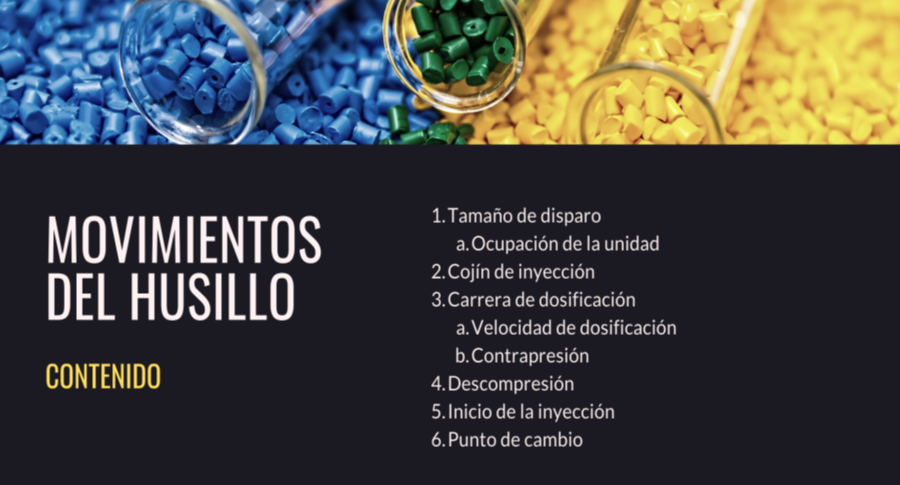 MOVIMIENTOS
DEL HUSILLO
CONTENIDO
1. Tamaño de disparo
a. Ocupación de la unidad
2. Cojín de inyección
3. Carrera de dosificación
a. Velocidad de dosificación
b. Contrapresión
4. Descompresión
5. Inicio de la inyección
6. Punto de cambio